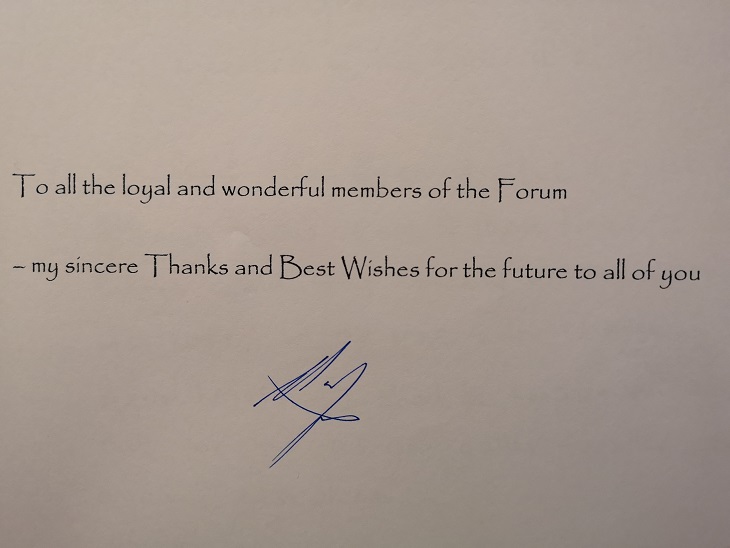 To all the loyal and wonderful members of the Forum
– my sincere Thanks and Best Wishes for the future to all of you